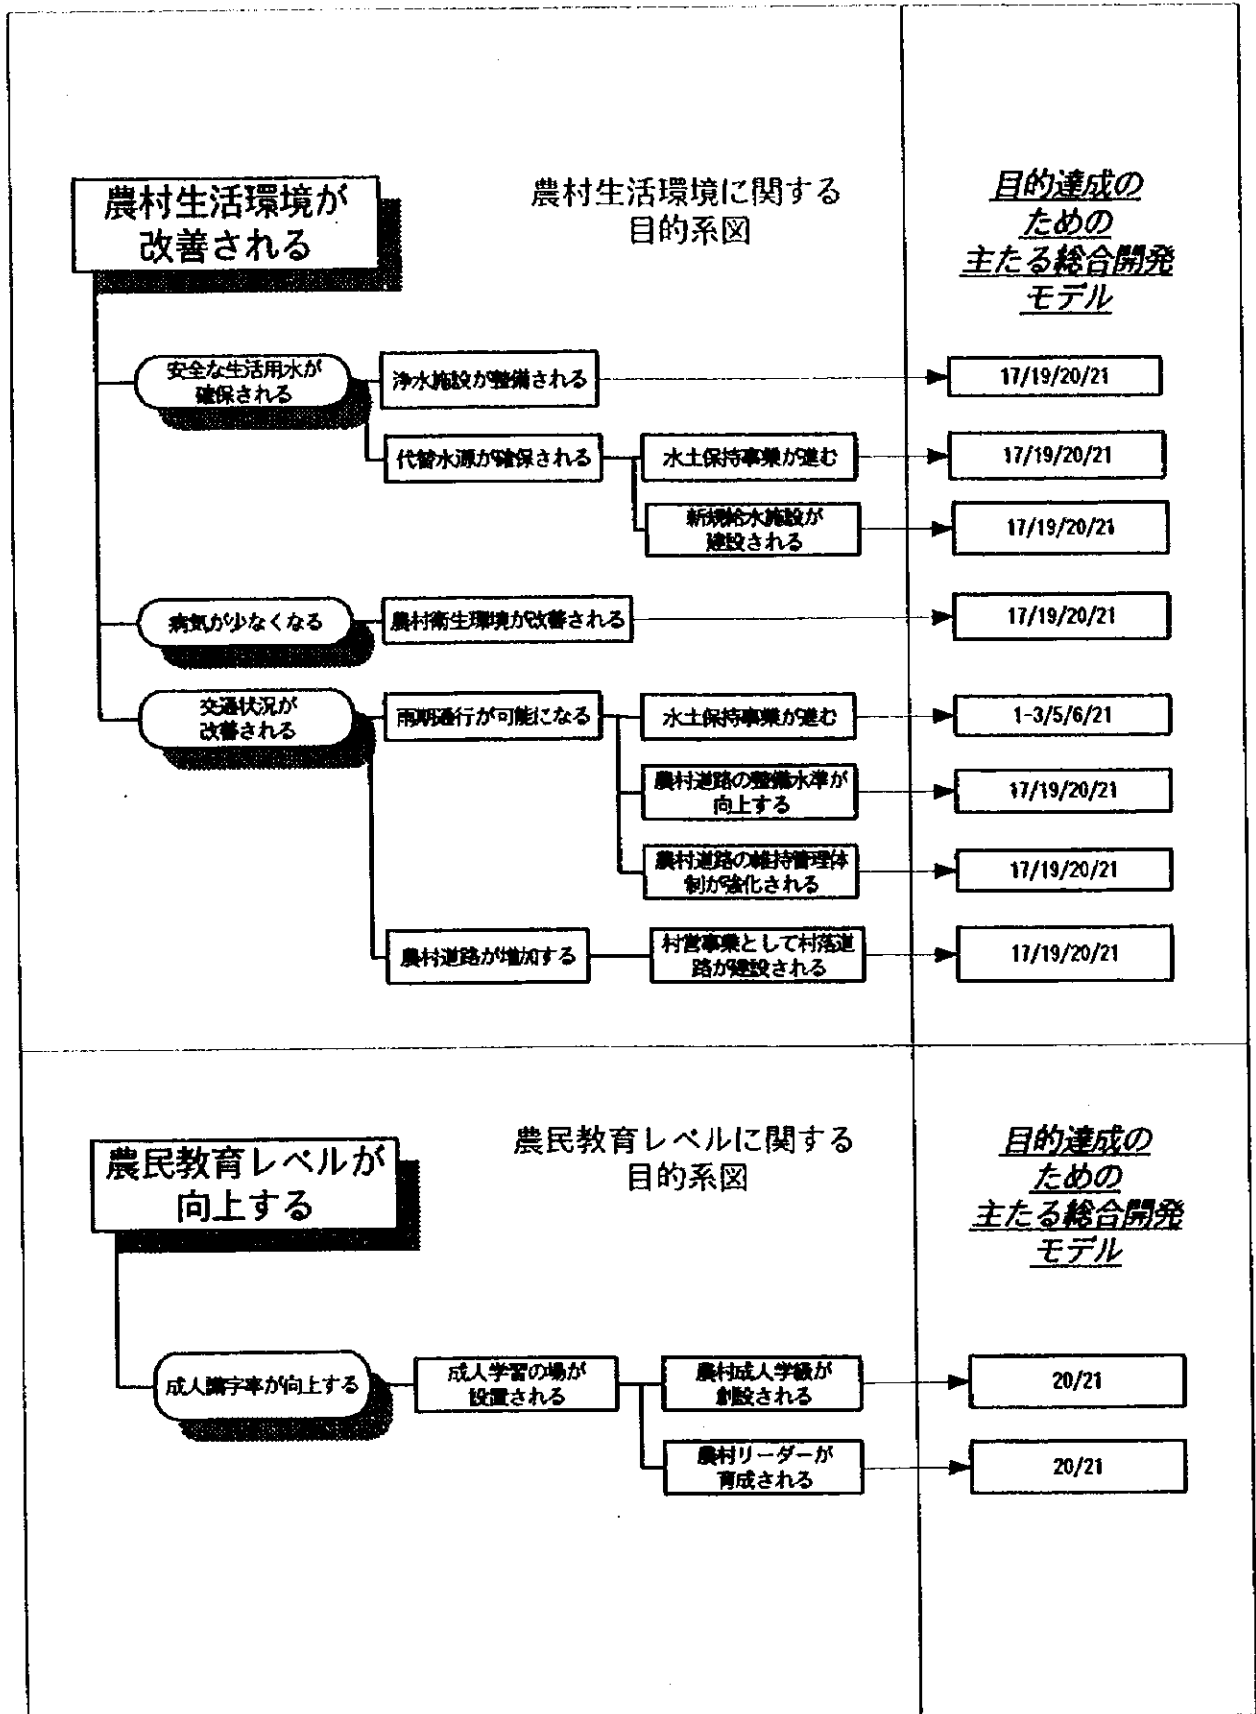 農村生活環境が
改善される
農村生活環境に関する
目的系図
目的達成の
ための
主たる総合開発
モデル
安全な生活用水が
確保される
浄水施設が整備される
17/19/20/21
代替水源が確保される
水土保持事業が進む
17/19/20/21
新規給水施設が
建設される
17/19/20/21
病気が少なくなる
農村衛生環境が改善される
17/19/20/21
交通状況が
改善される
雨期通行が可能になる
水土保持事業が進む
1-3/5/6/21
農村道路の整備水準が
向上する
17/19/20/21
農村道路の維持管理体
制が強化される
17/19/20/21
農村道路が増加する
村営事業として村落道
路が建設される
17/19/20/21
農民教育レベルが
向上する
農民教育レベルに関する
目的系図
目的達成の
ための
主たる総合開発
モデル
成人識字率が向上する
成人学習の場が
設置される
農村成人学級が
創設される
20/21
農村リーダーが
育成される
20/21